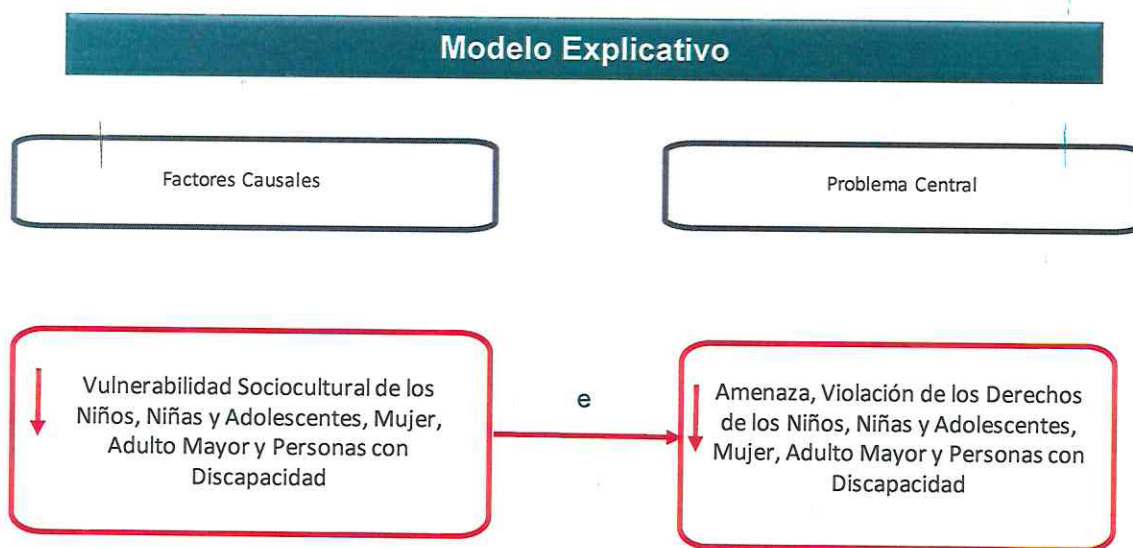 Modelo Explicativo
Factores Causales
Problema Central
Vulnerabilidad Sociocultural de los
Niños, Niñas y Adolescentes, Mujer,
Adulto Mayor y Personas con
Discapacidad
e
Amenaza, Violación de los Derechos
de los Niños, Niñas y Adolescentes,
Mujer, Adulto Mayor y Personas con
Discapacidad